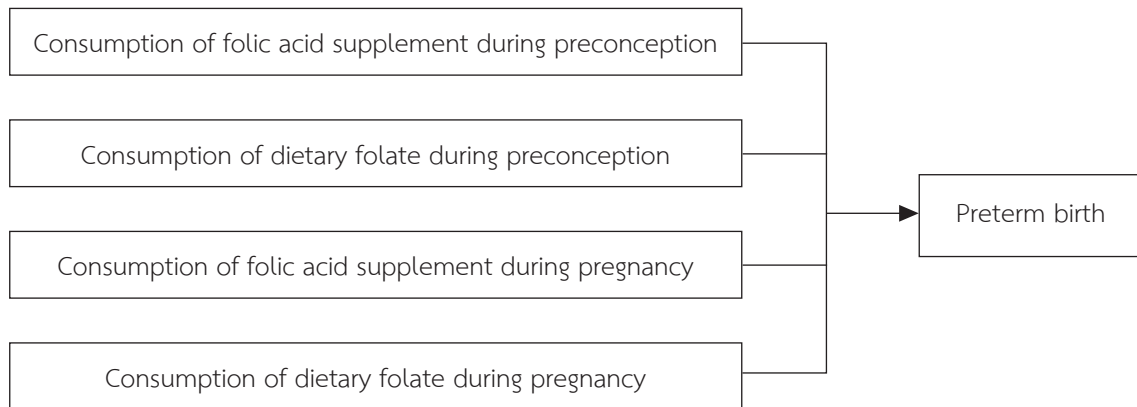 Consumption of folic acid supplement during preconception
Consumption of dietary folate during preconception
Preterm birth
Consumption of folic acid supplement during pregnancy
Consumption of dietary folate during pregnancy